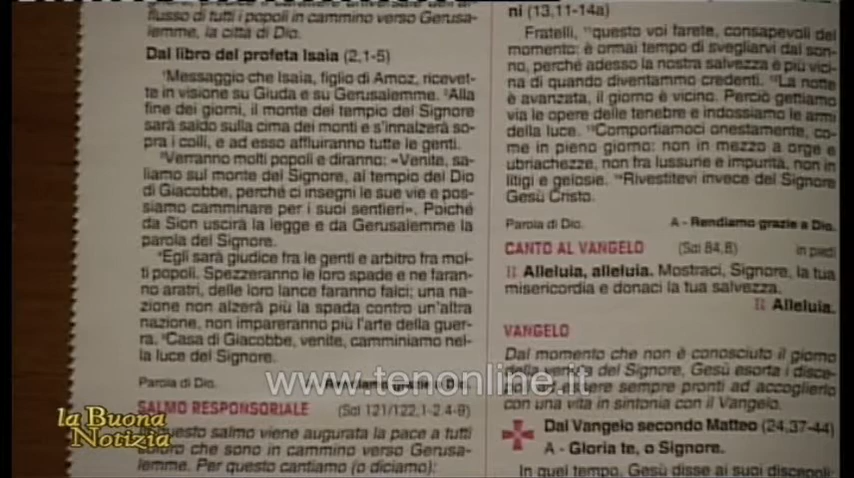 flusso di tutti i popoli in cammino verso Gerusa-
lemme, la città di Dio.
Dal libro del profeta Isaia (2,1-5)
¹Messaggio che Isaia, figlio di Amoz, ricevet-
te in visione su Giuda e su Gerusalemme. ²Alla
fine dei giorni, il monte del tempio del Signore
sarà saldo sulla cima dei monti e s'innalzerà so-
pra i colli, e ad esso affluiranno tutte le genti.
³Verranno molti popoli e diranno: «Venite, sa-
liamo sul monte del Signore, al tempio del Dio
di Giacobbe, perché ci insegni le sue vie e pos-
siamo camminare per i suoi sentieri». Poiché
da Sion uscirà la legge e da Gerusalemme la
parola del Signore.
⁴Egli sarà giudice fra le genti e arbitro fra mol-
ti popoli. Spezzeranno le loro spade e ne faran-
no aratri, delle loro lance faranno falci; una na-
zione non alzerà più la spada contro un'altra
nazione, non impareranno più l'arte della guer-
ra. ⁵Casa di Giacobbe, venite, camminiamo nel-
la luce del Signore.
Parola di Dio. Rendiamo grazie a Dio.
SALMO RESPONSORIALE (Sal 121/122,1-2.4-9)
questo salmo viene augurata la pace a tutti
coloro che sono in cammino verso Gerusa-
lemme. Per questo cantiamo (o diciamo):
ni (13,11-14a)
Fratelli, ¹¹questo voi farete, consapevoli del
momento: è ormai tempo di svegliarvi dal son-
no, perché adesso la nostra salvezza è più vici-
na di quando diventammo credenti. ¹²La notte
è avanzata, il giorno è vicino. Perciò gettiamo
via le opere delle tenebre e indossiamo le armi
della luce. ¹³Comportiamoci onestamente, co-
me in pieno giorno: non in mezzo a orge e
ubriachezze, non fra lussurie e impurità, non in
litigi e gelosie. ¹⁴Rivestitevi invece del Signore
Gesù Cristo.
Parola di Dio. A - Rendiamo grazie a Dio.
CANTO AL VANGELO (Sal 84,8) in piedi
R Alleluia, alleluia. Mostraci, Signore, la tua
misericordia e donaci la tua salvezza.
R Alleluia.
VANGELO
Dal momento che non è conosciuto il giorno
della venuta del Signore, Gesù esorta i disce-
essere sempre pronti ad accoglierlo
con una vita in sintonia con il Vangelo.
Dal Vangelo secondo Matteo (24,37-44)
A - Gloria te, o Signore.
In quel tempo, Gesù disse ai suoi discepoli:
www.tenonline.it
la Buona
Notizia